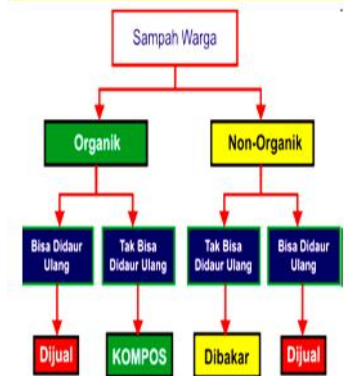 Sampah Warga
Organik
Non-Organik
Bisa Didaur
Ulang
Tak Bisa
Didaur Ulang
Tak Bisa
Didaur Ulang
Bisa Didaur
Ulang
Dijual
KOMPOS
Dibakar
Dijual